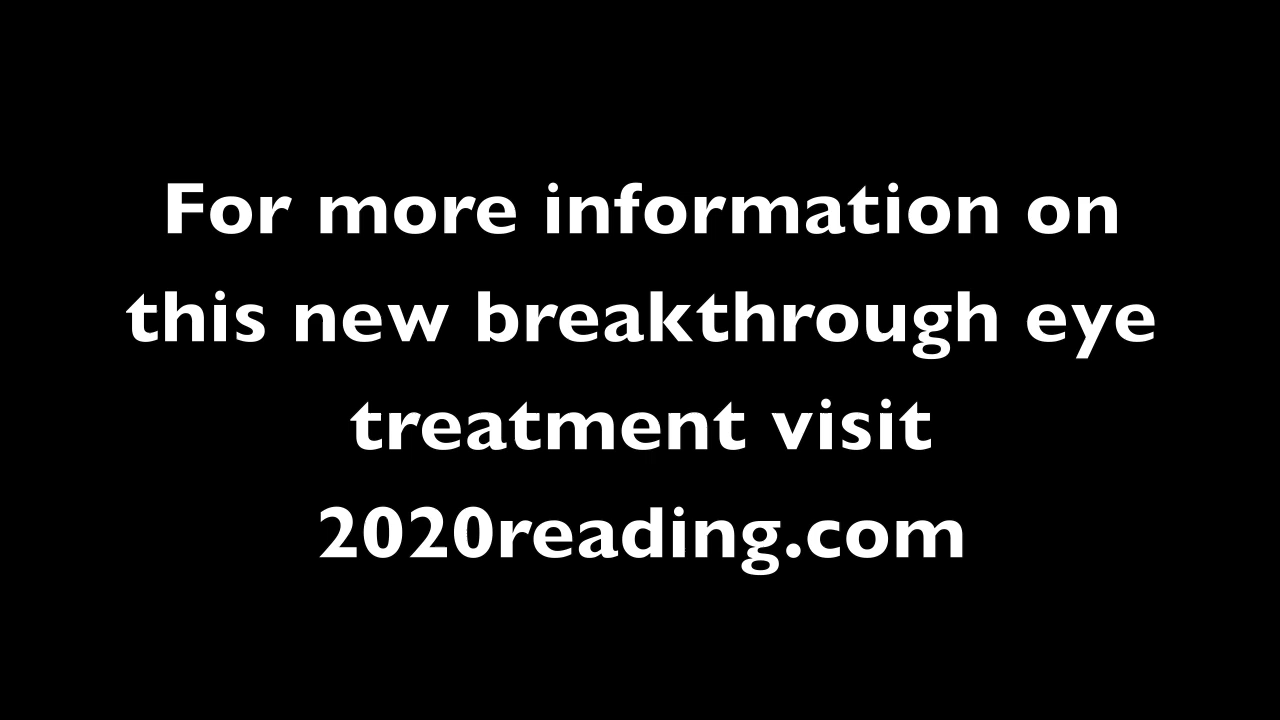 For more information on
this new breakthrough eye
treatment visit
2020reading.com